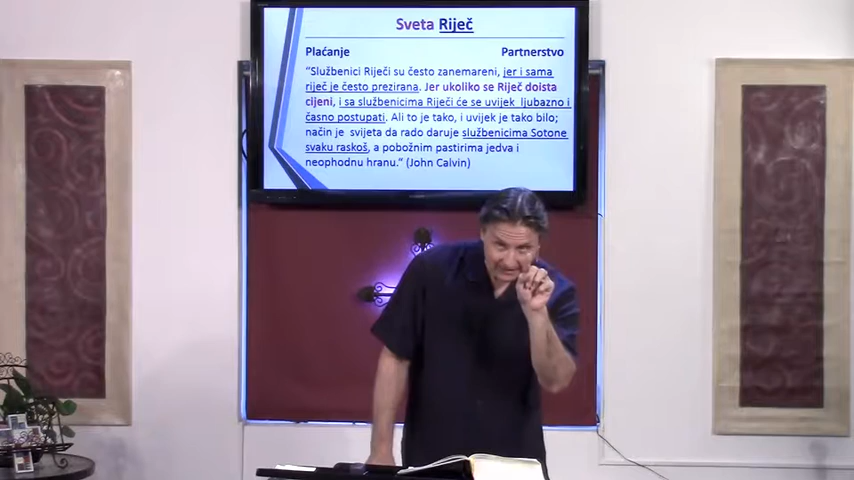 Sveta Riječ
Plaćanje Partnerstvo
“Službenici Riječi su često zanemareni, jer i sama
riječ je često prezirana. Jer ukoliko se Riječ doista
cijeni, i sa službenicima Riječi će se uvijek ljubazno i
časno postupati. Ali to je tako, i uvijek je tako bilo;
način je svijeta da rado daruje službenicima Sotone
svaku raskoš, a pobožnim pastirima jedva i
neophodnu hranu.“ (John Calvin)